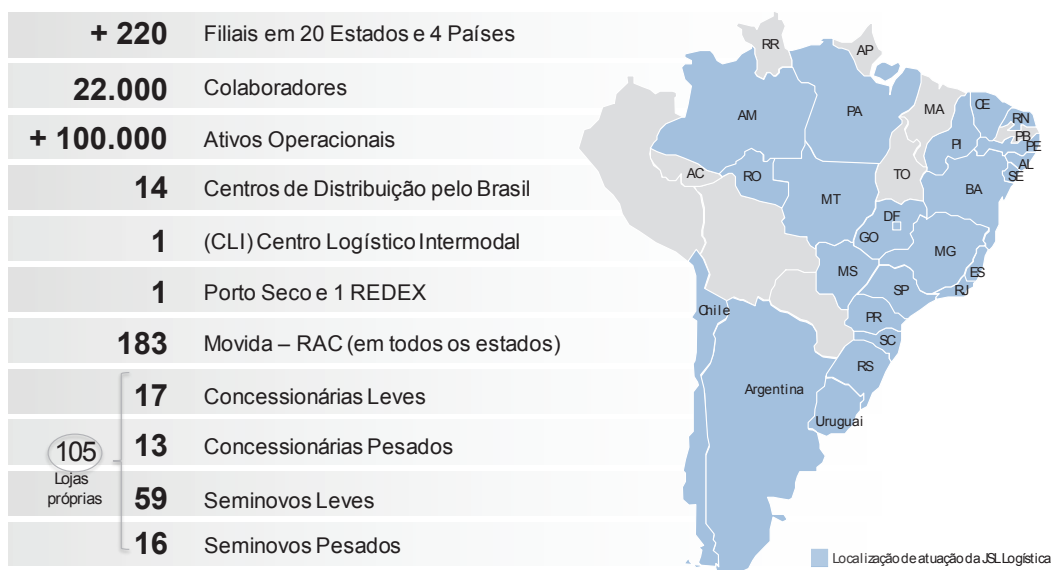 + 220 Filiais em 20 Estados e 4 Países
22.000 Colaboradores
+ 100.000 Ativos Operacionais
14 Centros de Distribuição pelo Brasil
1 (CLI) Centro Logístico Intermodal
1 Porto Seco e 1 REDEX
183 Movida – RAC (em todos os estados)
17 Concessionárias Leves
13 Concessionárias Pesados
105
Lojas
próprias
59 Seminovos Leves
16 Seminovos Pesados
RR
AP
AM
PA
MA
CE
RN
PB
PE
PI
AL
SE
AC
RO
TO
BA
MT
DF
GO
MG
MS
ES
SP
RJ
Chile
PR
SC
RS
Argentina
Uruguai
Localização de atuação da JSL Logística